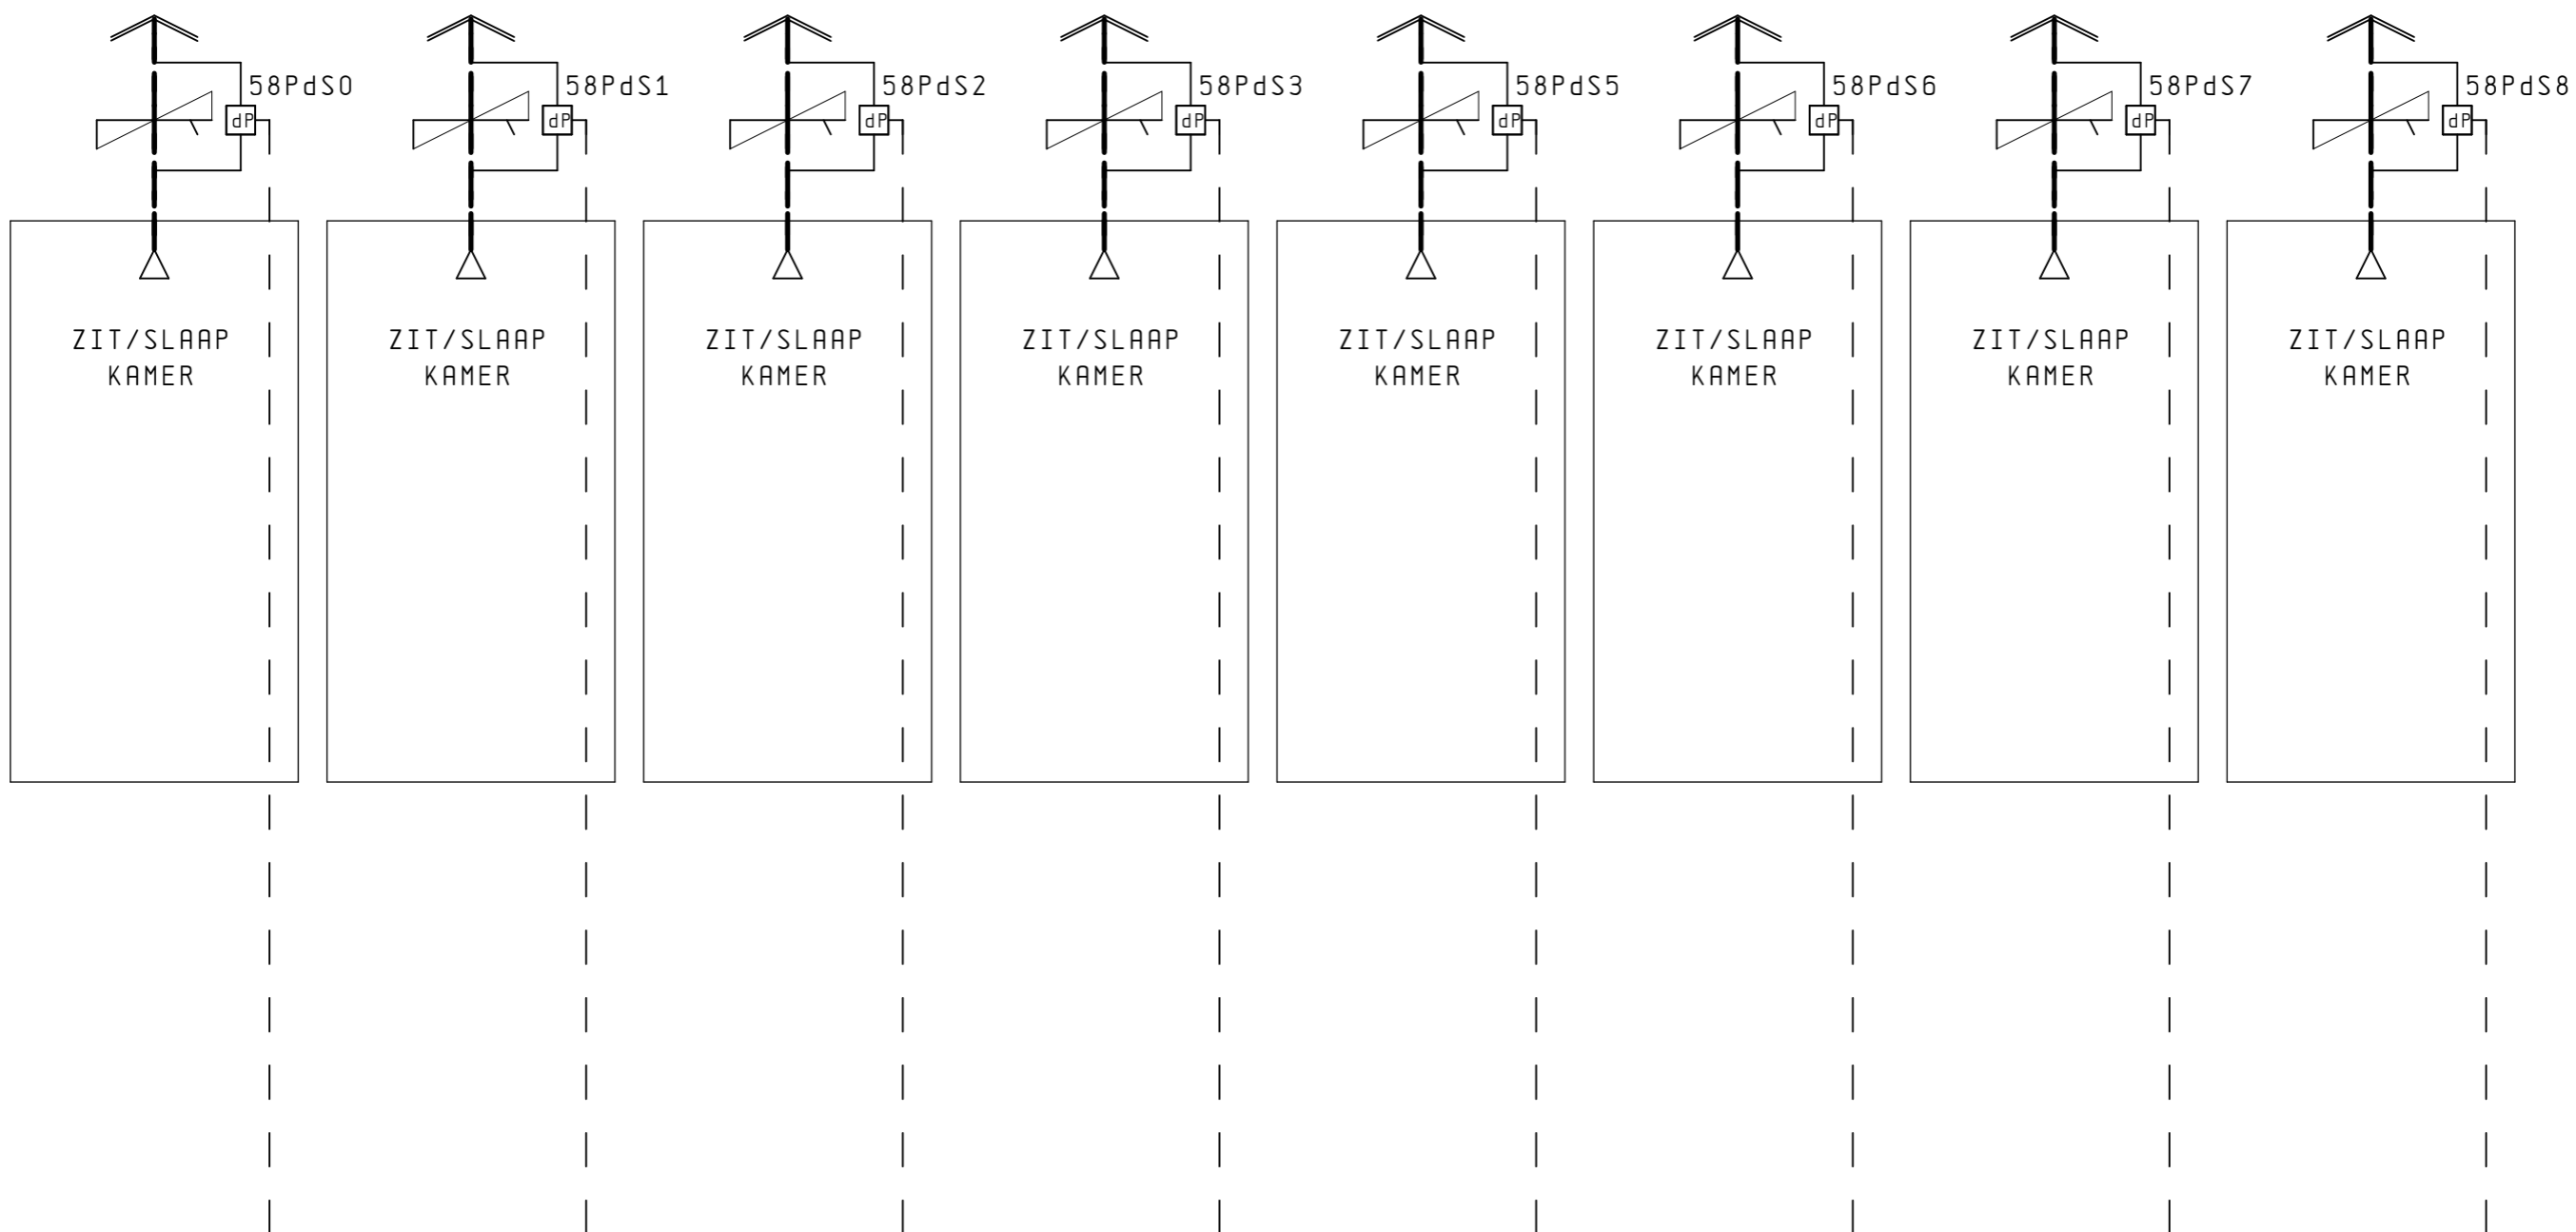 58PdS0 58PdS1 58PdS2 58PdS3 58PdS5 58PdS6 58PdS7 58PdS8
dP dP dP dP dP dP dP dP
ZIT/SLAAP ZIT/SLAAP ZIT/SLAAP ZIT/SLAAP ZIT/SLAAP ZIT/SLAAP ZIT/SLAAP ZIT/SLAAP
KAMER KAMER KAMER KAMER KAMER KAMER KAMER KAMER